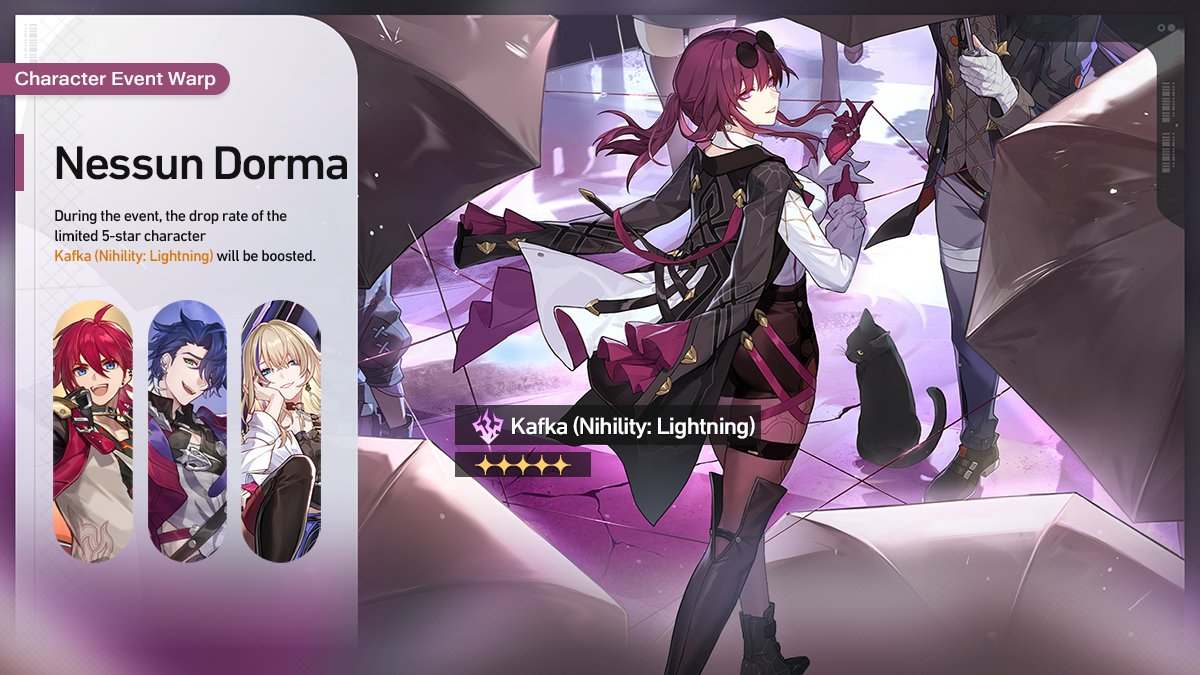 Character Event Warp
Nessun Dorma
During the event, the drop rate of the
limited 5-star character
Kafka (Nihility: Lightning) will be boosted.
Kafka (Nihility: Lightning)